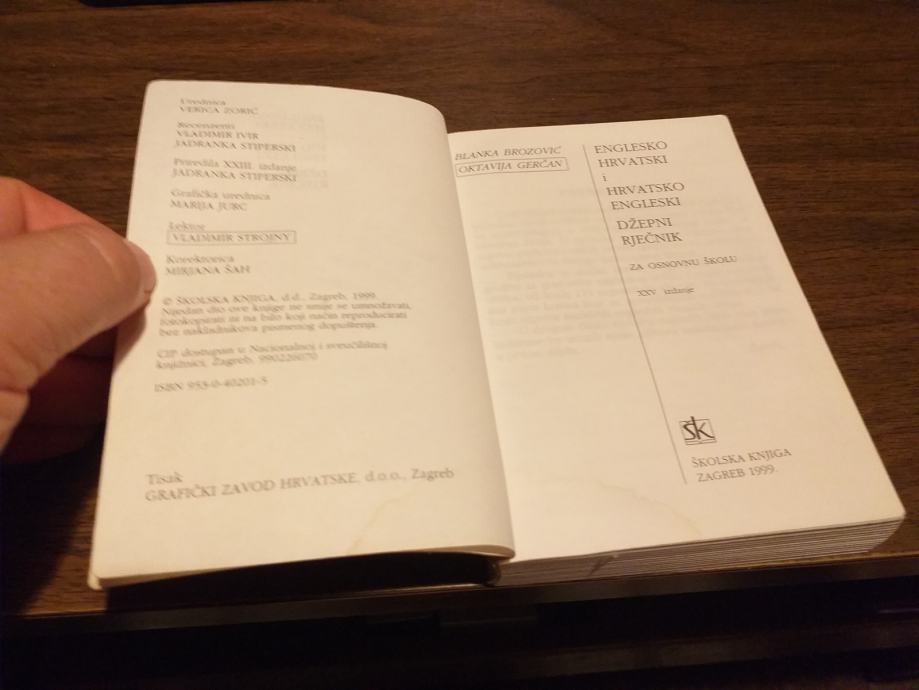 Urednica
VERICA ZORIĆ
Recenzenti
VLADIMIR IVIR
JADRANKA STIPERSKI
Priredila XXIII. izdanje
JADRANKA STIPERSKI
Grafička urednica
MARIJA JURC
Lektor
VLADIMIR STROJNY
Korektorica
MIRJANA ŠAH
© ŠKOLSKA KNJIGA, d.d., Zagreb, 1999.
Nijedan dio ove knjige ne smije se umnožavati,
fotokopirati ni na bilo koji način reproducirati
bez nakladnikova pismenog dopuštenja.
CIP dostupan u Nacionalnoj i sveučilišnoj
knjižnici, Zagreb, 990226070
ISBN 953-0-40201-5
Tisak
GRAFIČKI ZAVOD HRVATSKE, d.o.o., Zagreb
BLANKA BROZOVIĆ
OKTAVIJA GERČAN
ENGLESKO
HRVATSKI
i
HRVATSKO
ENGLESKI
DŽEPNI
RJEČNIK
ZA OSNOVNU ŠKOLU
XXV izdanje
ŠK
ŠKOLSKA KNJIGA
ZAGREB 1999.